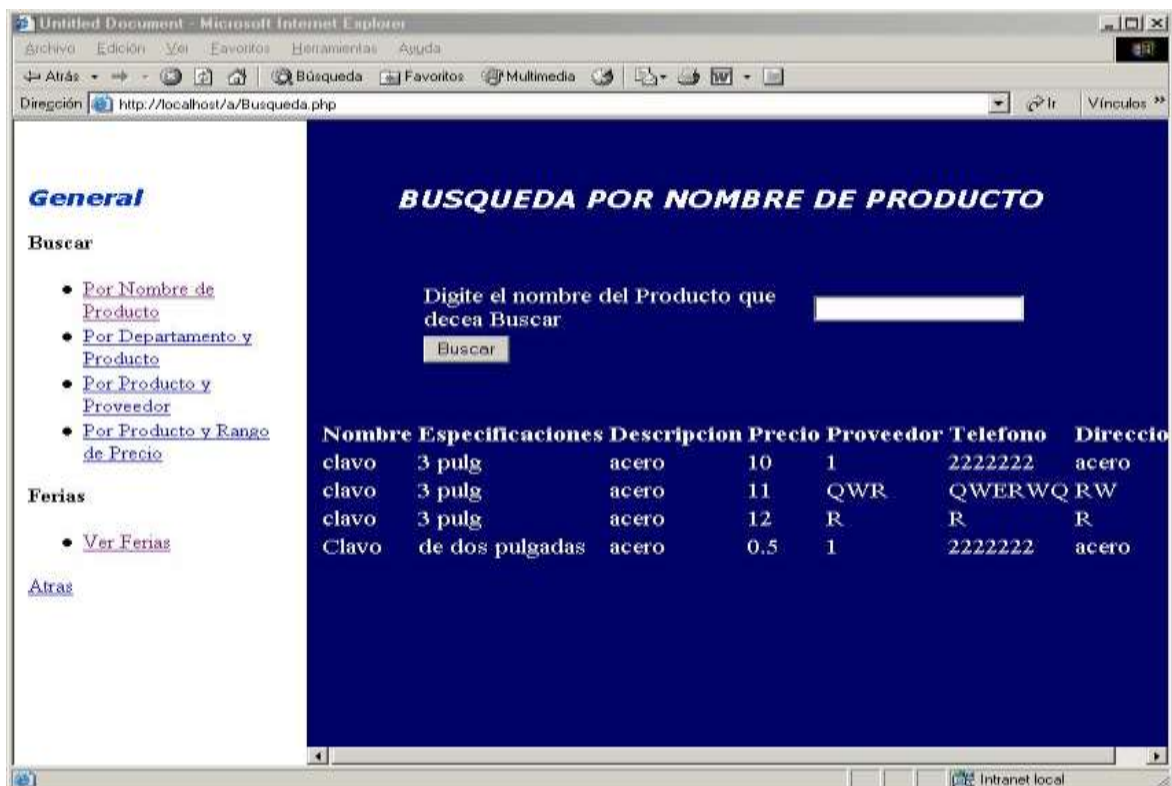 Untitled Document - Microsoft Internet Explorer
Archivo Edición Ver Favoritos Herramientas Ayuda
Atrás Búsqueda Favoritos Multimedia
Dirección http://localhost/a/Busqueda.php Ir Vínculos »
General
Buscar
Por Nombre de
Producto
Por Departamento y
Producto
Por Producto y
Proveedor
Por Producto y Rango
de Precio
Ferias
Ver Ferias
Atras
BUSQUEDA POR NOMBRE DE PRODUCTO
Digite el nombre del Producto que
decea Buscar
Buscar
Nombre Especificaciones Descripcion Precio Proveedor Telefono Direccio
clavo 3 pulg acero 10 1 2222222 acero
clavo 3 pulg acero 11 QWR QWERWQ RW
clavo 3 pulg acero 12 R R R
Clavo de dos pulgadas acero 0.5 1 2222222 acero
Intranet local